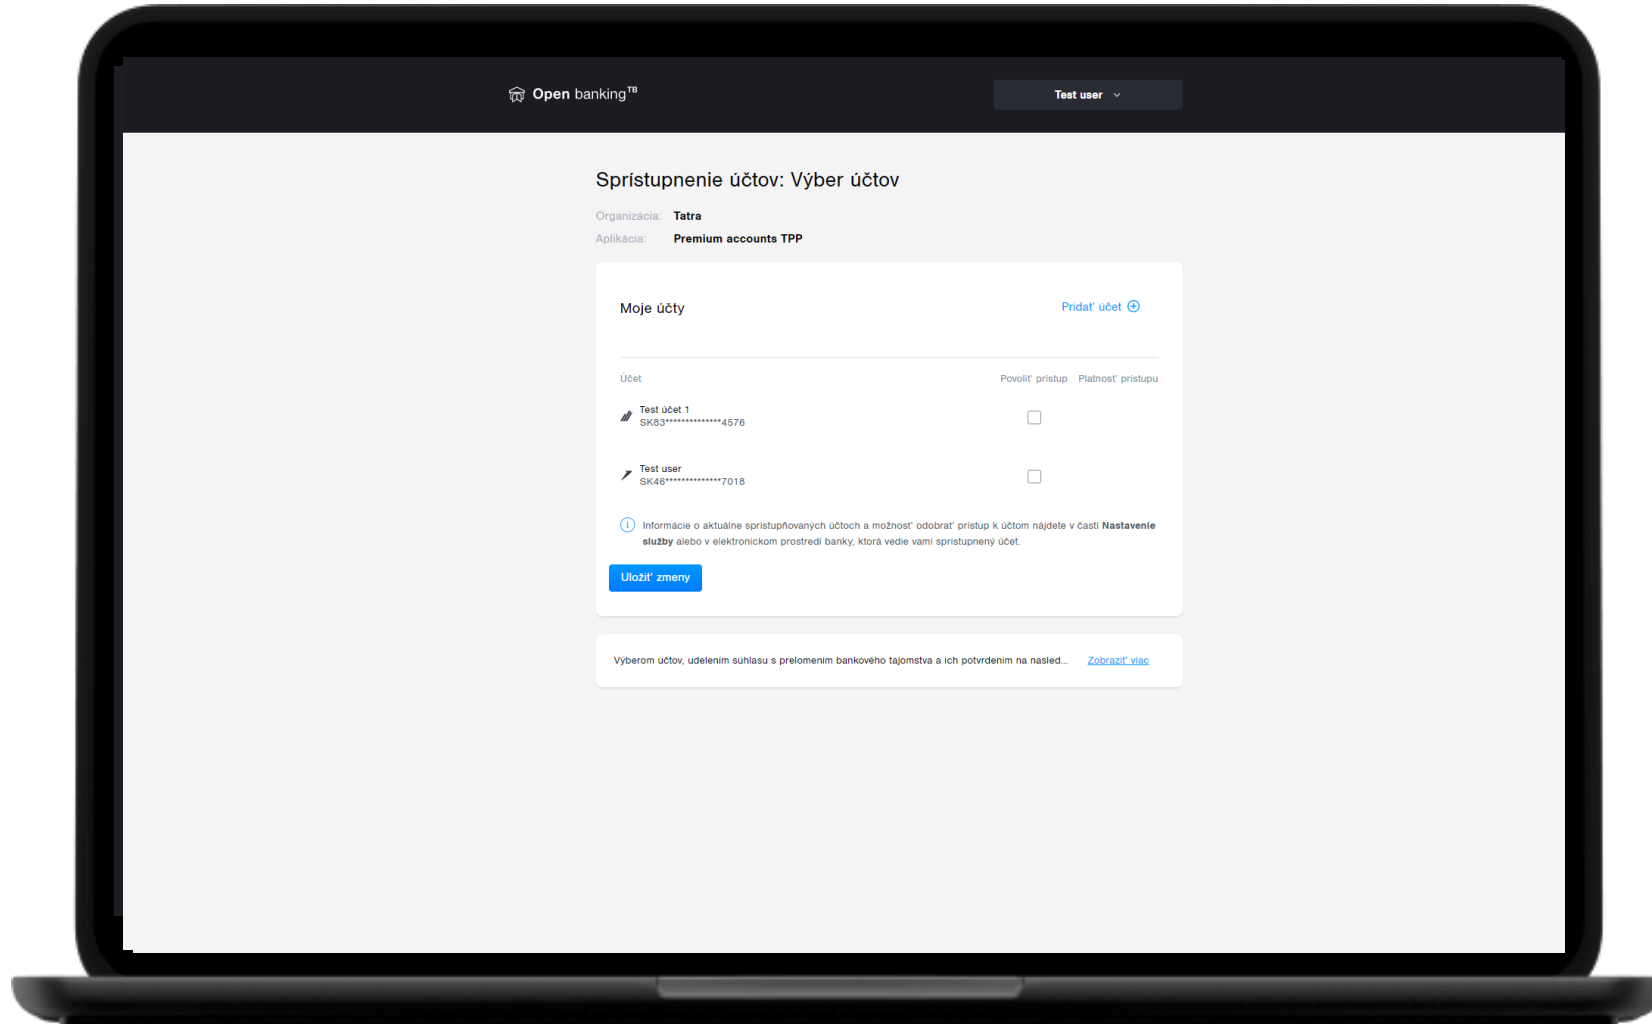 Open banking TB
Test user
Sprístupnenie účtov: Výber účtov
Organizácia: Tatra
Aplikácia: Premium accounts TPP
Moje účty
Pridať účet
Účet Povoliť prístup Platnosť prístupu
Test účet 1
SK83**************4576
Test user
SK46**************7018
Informácie o aktuálne sprístupňovaných účtoch a možnosť odobrať prístup k účtom nájdete v časti Nastavenie
služby alebo v elektronickom prostredí banky, ktorá vedie vami sprístupnený účet.
Uložiť zmeny
Výberom účtov, udelením súhlasu s prelomením bankového tajomstva a ich potvrdením na nasled... Zobraziť viac